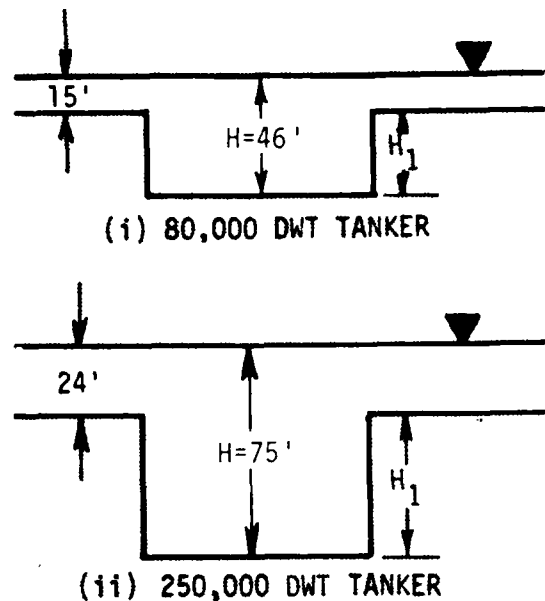 15'
H=46'
H1
(i) 80,000 DWT TANKER
24'
H=75'
H1
(ii) 250,000 DWT TANKER